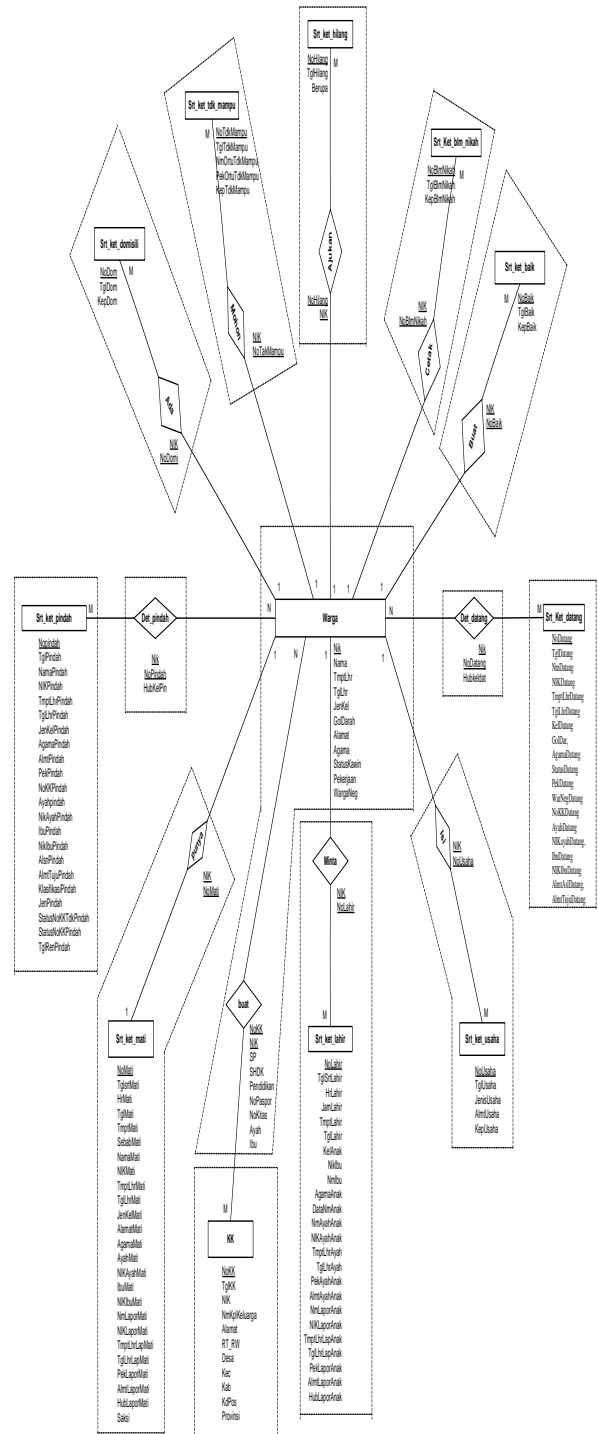 Srt_ket_hilang
NoHilang
TglHilang
Berupa
M
Ajukan
NoHilang
NIK
1
Srt_ket_tdk_mampu
M
NoTdkMampu
TglTdkMampu
NmOrtuTdkMampu
PekOrtuTdkMampu
KepTdkMampu
Mohon
NIK
NoTakMampu
1
Srt_Ket_blm_nikah
NoBlmNikah
TglBlmNikah
KepBlmNikah
M
Cetak
NIK
NoBlmNikah
1
Srt_ket_domisili
NoDom
TglDom
KepDom
M
Ada
NIK
NoDomi
1
Srt_ket_baik
M
NoBaik
TglBaik
KepBaik
Buat
NIK
NoBaik
1
Srt_ket_pindah
M
Nopindah
TglPindah
NamaPindah
NIKPindah
TmptLhrPindah
TglLhrPindah
JenKelPindah
AgamaPindah
AlmtPindah
PekPindah
NoKKPindah
Ayahpindah
NikAyahPindah
IbuPindah
NikIbuPindah
AlsnPindah
AlmtTujuPindah
KlasifikasiPindah
JenPindah
StatusNoKKTdkPindah
StatusNoKKPindah
TglRenPindah
Det_pindah
Nik
NoPindah
HubKelPin
N
Warga
Nik
Nama
TmptLhr
TglLhr
JenKel
GolDarah
Alamat
Agama
StatusKawin
Pekerjaan
WargaNeg
N
Det_datang
Nik
NoDatang
Hubkeldat
M
Srt_Ket_datang
NoDatang
TglDatang
NmDatang
NIKDatang
TmptLhrDatang
TglLhrDatang
KelDatang
GolDar,
AgamaDatang
StatusDatang
PekDatang
WarNegDatang
NoKKDatang
AyahDatang
NIKayahDatang,
IbuDatang
NIKIbuDatang
AlmtAslDatang,
AlmtTujuDatang
1
N
1
1
punya
NIK
NoMati
1
Srt_ket_mati
NoMati
TglsrtMati
HrMati
TglMati
TmptMati
SebabMati
NamaMati
NIKMati
TmptLhrMati
TglLhrMati
JenKelMati
AlamatMati
AgamaMati
AyahMati
NIKAyahMati
IbuMati
NIKIbuMati
NmLaporMati
NIKLaporMati
TmptLhrLapMati
TglLhrLapMati
PekLaporMati
AlmtLaporMati
HubLaporMati
Saksi
buat
NoKK
NIK
SP
SHDK
Pendidikan
NoPaspor
NoKitas
Ayah
Ibu
M
KK
NoKK
TglKK
NIK
NmKplKeluarga
Alamat
RT_RW
Desa
Kec
Kab
KdPos
Provinsi
Minta
NIK
NoLahir
M
Srt_ket_lahir
NoLahir
TglSrtLahir
HrLahir
JamLahir
TmptLahir
TglLahir
KelAnak
NikIbu
NmIbu
AgamaAnak
DataNmAnak
NmAyahAnak
NIKAyahAnak
TmptLhrAyah
TglLhrAyah
PekAyahAnak
AlmtAyahAnak
NmLaporAnak
NIKLaporAnak
TmptLhrLapAnak
TglLhrLapAnak
PekLaporAnak
AlmtLaporAnak
HubLaporAnak
Isi
NIK
NoUsaha
M
Srt_ket_usaha
NoUsaha
TglUsaha
JenisUsaha
AlmtUsaha
KepUsaha